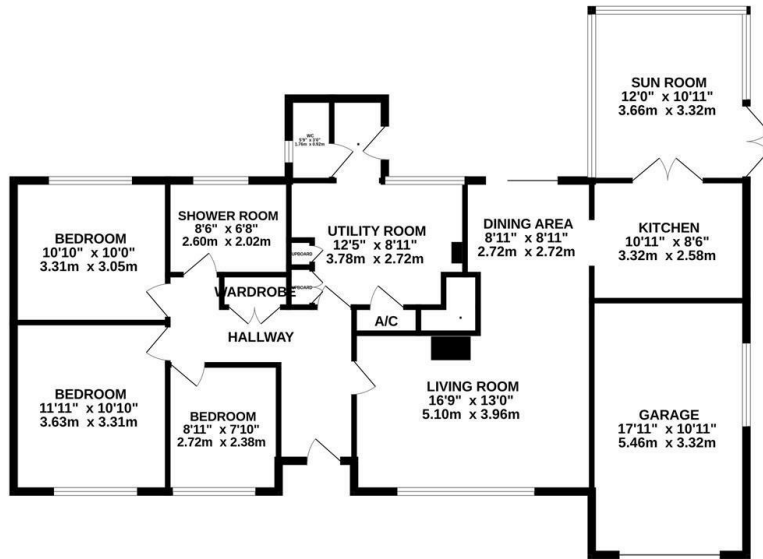 SUN ROOM
12'0" x 10'11"
3.66m x 3.32m
WC
SHOWER ROOM
8'6" x 6'8"
2.60m x 2.02m
UTILITY ROOM
12'5" x 8'11"
3.78m x 2.72m
DINING AREA
8'11" x 8'11"
2.72m x 2.72m
KITCHEN
10'11" x 8'6"
3.32m x 2.58m
BEDROOM
10'10" x 10'0"
3.31m x 3.05m
WARDROBE
A/C
HALLWAY
BEDROOM
11'11" x 10'10"
3.63m x 3.31m
BEDROOM
8'11" x 7'10"
2.72m x 2.38m
LIVING ROOM
16'9" x 13'0"
5.10m x 3.96m
GARAGE
17'11" x 10'11"
5.46m x 3.32m